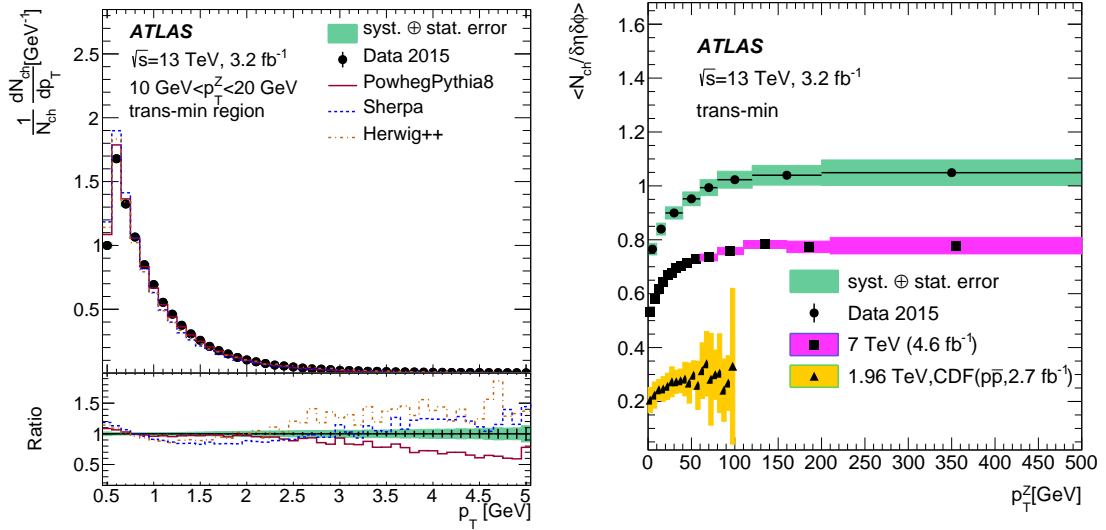 ATLAS
√s=13 TeV, 3.2 fb⁻¹
10 GeV<p_T^Z<20 GeV
trans-min region
syst. ⊕ stat. error
Data 2015
PowhegPythia8
Sherpa
Herwig++
1/N_ch dN_ch/dp_T [GeV⁻¹]
2.5
2
1.5
1
0.5
Ratio
1.5
1
0.5
0.5 1 1.5 2 2.5 3 3.5 4 4.5 5
p_T [GeV]
<N_ch/δηδϕ>
1.6
1.4
1.2
1
0.8
0.6
0.4
0.2
ATLAS
√s=13 TeV, 3.2 fb⁻¹
trans-min
syst. ⊕ stat. error
Data 2015
7 TeV (4.6 fb⁻¹)
1.96 TeV,CDF(pp̅,2.7 fb⁻¹)
0 50 100 150 200 250 300 350 400 450 500
p_T^Z[GeV]